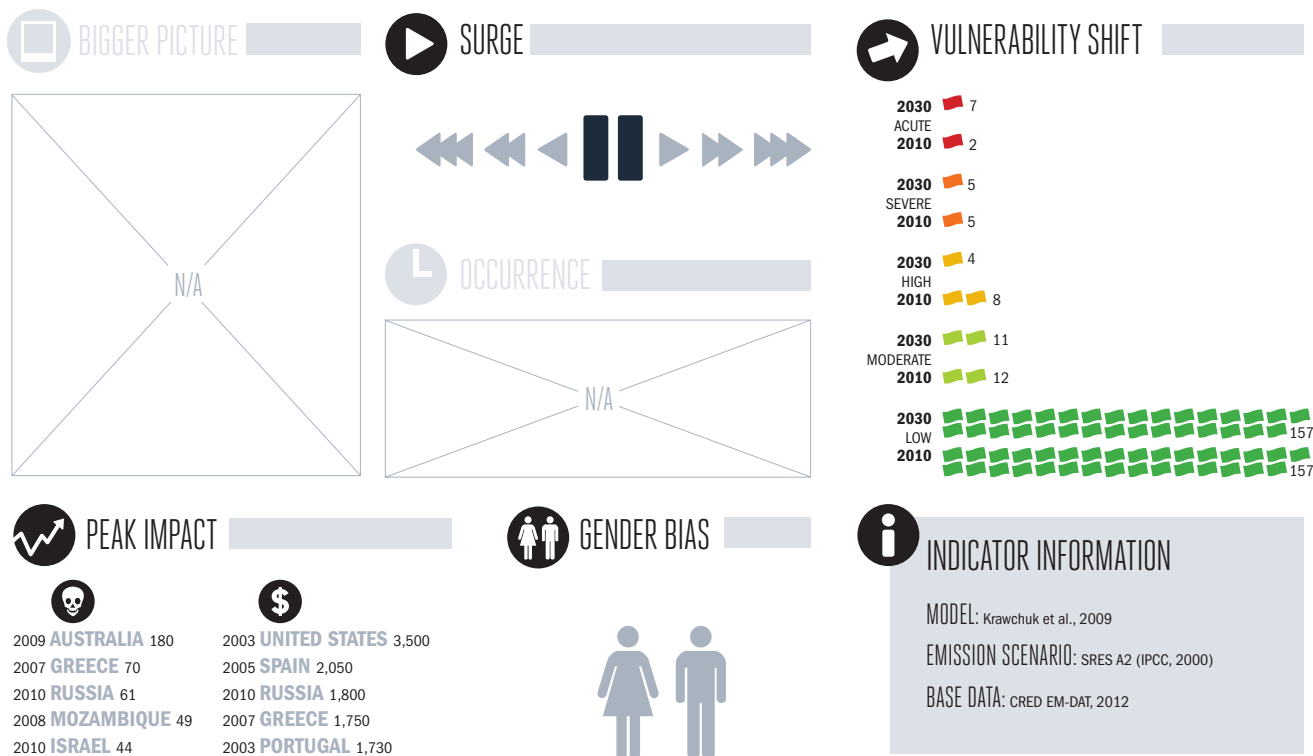 BIGGER PICTURE
N/A
SURGE
OCCURRENCE
N/A
VULNERABILITY SHIFT
2030 7
ACUTE
2010 2
2030 5
SEVERE
2010 5
2030 4
HIGH
2010 8
2030 11
MODERATE
2010 12
2030
LOW 157
2010
157
PEAK IMPACT
2009 AUSTRALIA 180
2007 GREECE 70
2010 RUSSIA 61
2008 MOZAMBIQUE 49
2010 ISRAEL 44
$
2003 UNITED STATES 3,500
2005 SPAIN 2,050
2010 RUSSIA 1,800
2007 GREECE 1,750
2003 PORTUGAL 1,730
GENDER BIAS
i
INDICATOR INFORMATION
MODEL: Krawchuk et al., 2009
EMISSION SCENARIO: SRES A2 (IPCC, 2000)
BASE DATA: CRED EM-DAT, 2012